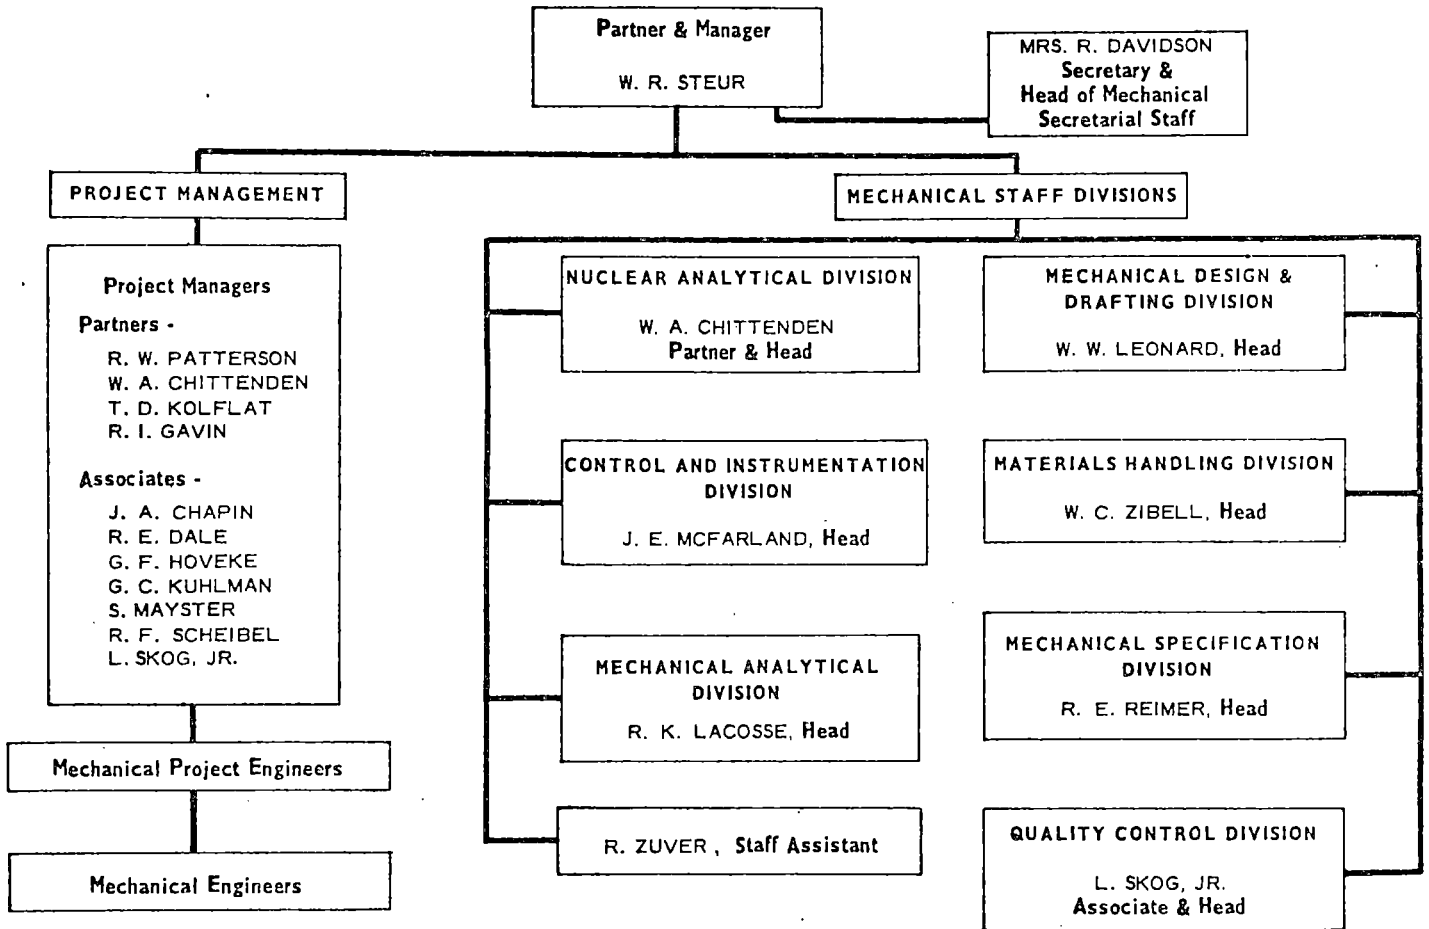 Partner & Manager
W. R. STEUR
MRS. R. DAVIDSON
Secretary &
Head of Mechanical
Secretarial Staff
PROJECT MANAGEMENT
Project Managers
Partners -
R. W. PATTERSON
W. A. CHITTENDEN
T. D. KOLFLAT
R. I. GAVIN
Associates -
J. A. CHAPIN
R. E. DALE
G. F. HOVEKE
G. C. KUHLMAN
S. MAYSTER
R. F. SCHEIBEL
L. SKOG, JR.
Mechanical Project Engineers
Mechanical Engineers
MECHANICAL STAFF DIVISIONS
NUCLEAR ANALYTICAL DIVISION
W. A. CHITTENDEN
Partner & Head
CONTROL AND INSTRUMENTATION
DIVISION
J. E. MCFARLAND, Head
MECHANICAL ANALYTICAL
DIVISION
R. K. LACOSSE, Head
R. ZUVER, Staff Assistant
MECHANICAL DESIGN &
DRAFTING DIVISION
W. W. LEONARD, Head
MATERIALS HANDLING DIVISION
W. C. ZIBELL, Head
MECHANICAL SPECIFICATION
DIVISION
R. E. REIMER, Head
QUALITY CONTROL DIVISION
L. SKOG, JR.
Associate & Head